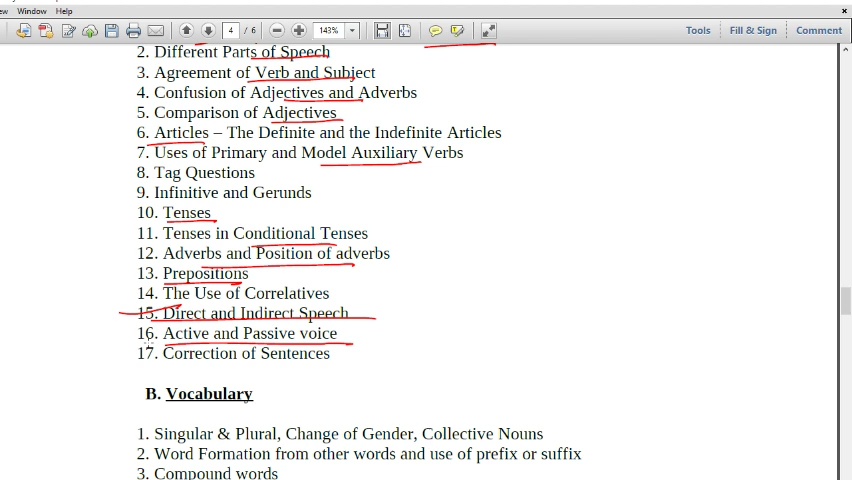 Window Help
4 / 6 143% Tools Fill & Sign Comment
2. Different Parts of Speech
3. Agreement of Verb and Subject
4. Confusion of Adjectives and Adverbs
5. Comparison of Adjectives
6. Articles – The Definite and the Indefinite Articles
7. Uses of Primary and Model Auxiliary Verbs
8. Tag Questions
9. Infinitive and Gerunds
10. Tenses
11. Tenses in Conditional Tenses
12. Adverbs and Position of adverbs
13. Prepositions
14. The Use of Correlatives
15. Direct and Indirect Speech
16. Active and Passive voice
17. Correction of Sentences
B. Vocabulary
1. Singular & Plural, Change of Gender, Collective Nouns
2. Word Formation from other words and use of prefix or suffix
3. Compound words